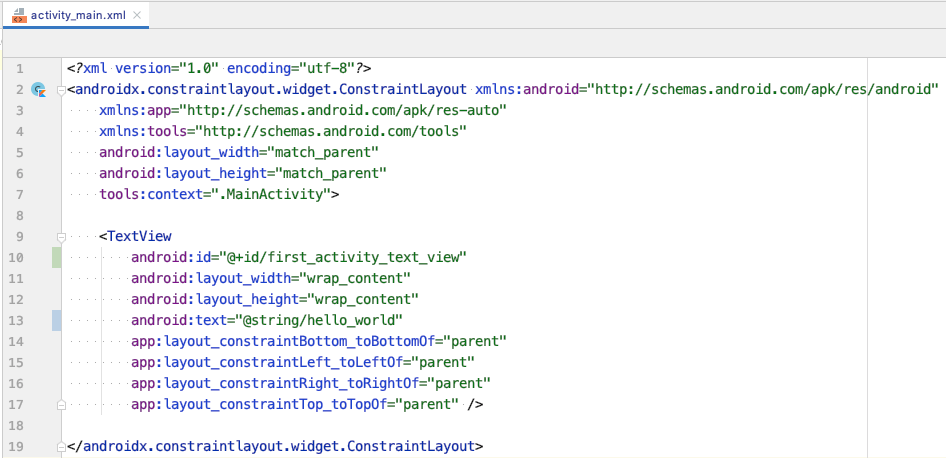 activity_main.xml
1 <?xml version="1.0" encoding="utf-8"?>
2 <androidx.constraintlayout.widget.ConstraintLayout xmlns:android="http://schemas.android.com/apk/res/android"
3 xmlns:app="http://schemas.android.com/apk/res-auto"
4 xmlns:tools="http://schemas.android.com/tools"
5 android:layout_width="match_parent"
6 android:layout_height="match_parent"
7 tools:context=".MainActivity">
8
9 <TextView
10 android:id="@+id/first_activity_text_view"
11 android:layout_width="wrap_content"
12 android:layout_height="wrap_content"
13 android:text="@string/hello_world"
14 app:layout_constraintBottom_toBottomOf="parent"
15 app:layout_constraintLeft_toLeftOf="parent"
16 app:layout_constraintRight_toRightOf="parent"
17 app:layout_constraintTop_toTopOf="parent" />
18
19 </androidx.constraintlayout.widget.ConstraintLayout>